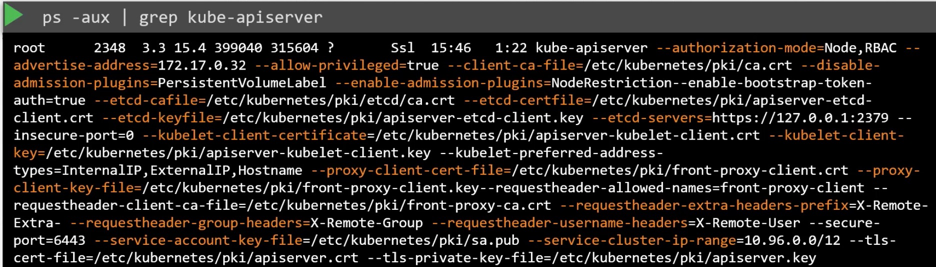 ps -aux | grep kube-apiserver
root 2348 3.3 15.4 399040 315604 ? Ssl 15:46 1:22 kube-apiserver --authorization-mode=Node,RBAC --
advertise-address=172.17.0.32 --allow-privileged=true --client-ca-file=/etc/kubernetes/pki/ca.crt --disable-
admission-plugins=PersistentVolumeLabel --enable-admission-plugins=NodeRestriction--enable-bootstrap-token-
auth=true --etcd-cafile=/etc/kubernetes/pki/etcd/ca.crt --etcd-certfile=/etc/kubernetes/pki/apiserver-etcd-
client.crt --etcd-keyfile=/etc/kubernetes/pki/apiserver-etcd-client.key --etcd-servers=https://127.0.0.1:2379 --
insecure-port=0 --kubelet-client-certificate=/etc/kubernetes/pki/apiserver-kubelet-client.crt --kubelet-client-
key=/etc/kubernetes/pki/apiserver-kubelet-client.key --kubelet-preferred-address-
types=InternalIP,ExternalIP,Hostname --proxy-client-cert-file=/etc/kubernetes/pki/front-proxy-client.crt --proxy-
client-key-file=/etc/kubernetes/pki/front-proxy-client.key--requestheader-allowed-names=front-proxy-client --
requestheader-client-ca-file=/etc/kubernetes/pki/front-proxy-ca.crt --requestheader-extra-headers-prefix=X-Remote-
Extra- --requestheader-group-headers=X-Remote-Group --requestheader-username-headers=X-Remote-User --secure-
port=6443 --service-account-key-file=/etc/kubernetes/pki/sa.pub --service-cluster-ip-range=10.96.0.0/12 --tls-
cert-file=/etc/kubernetes/pki/apiserver.crt --tls-private-key-file=/etc/kubernetes/pki/apiserver.key